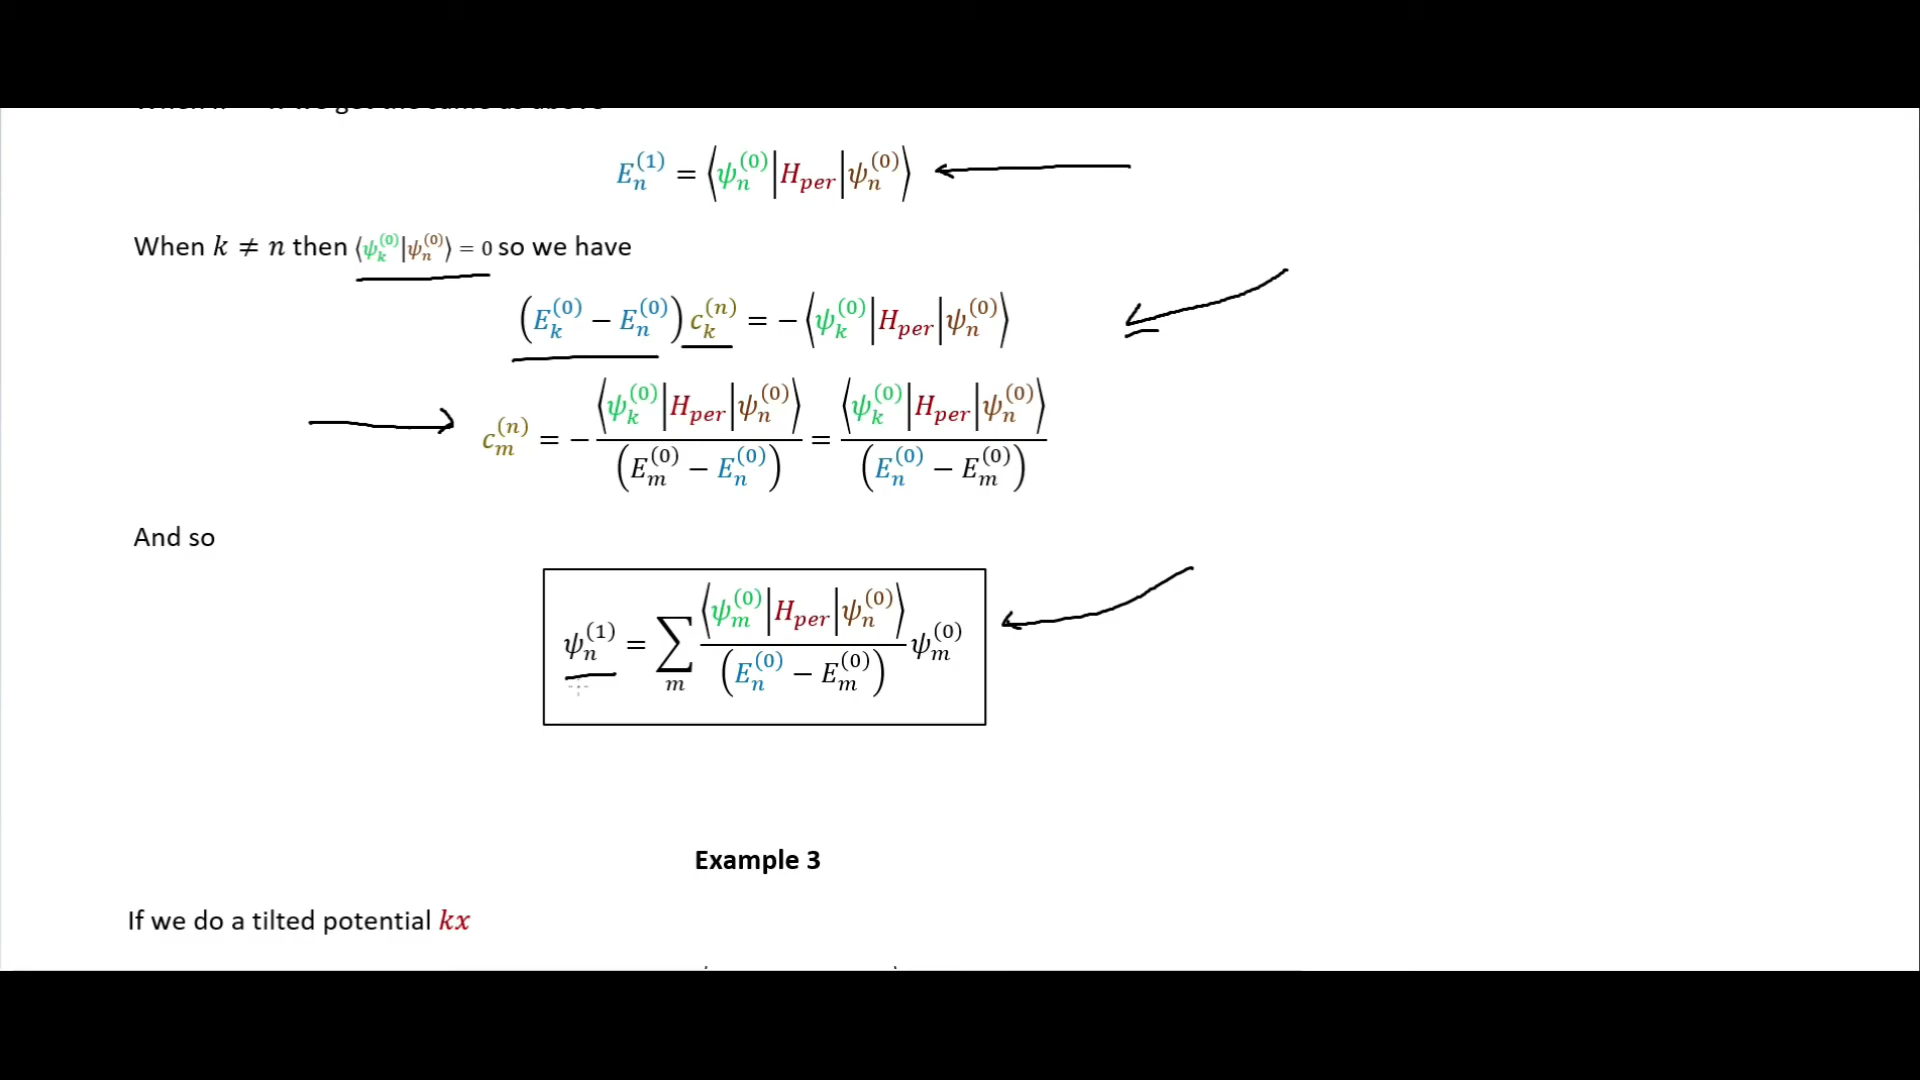 E_n^(1) = ⟨ψ_n^(0)|H_per|ψ_n^(0)⟩
When k ≠ n then ⟨ψ_k^(0)|ψ_n^(0)⟩ = 0 so we have
(E_k^(0) − E_n^(0)) c_k^(n) = −⟨ψ_k^(0)|H_per|ψ_n^(0)⟩
c_m^(n) = − ⟨ψ_k^(0)|H_per|ψ_n^(0)⟩ / (E_m^(0) − E_n^(0)) = ⟨ψ_k^(0)|H_per|ψ_n^(0)⟩ / (E_n^(0) − E_m^(0))
And so
ψ_n^(1) = ∑_m ⟨ψ_m^(0)|H_per|ψ_n^(0)⟩ / (E_n^(0) − E_m^(0)) ψ_m^(0)
Example 3
If we do a tilted potential kx